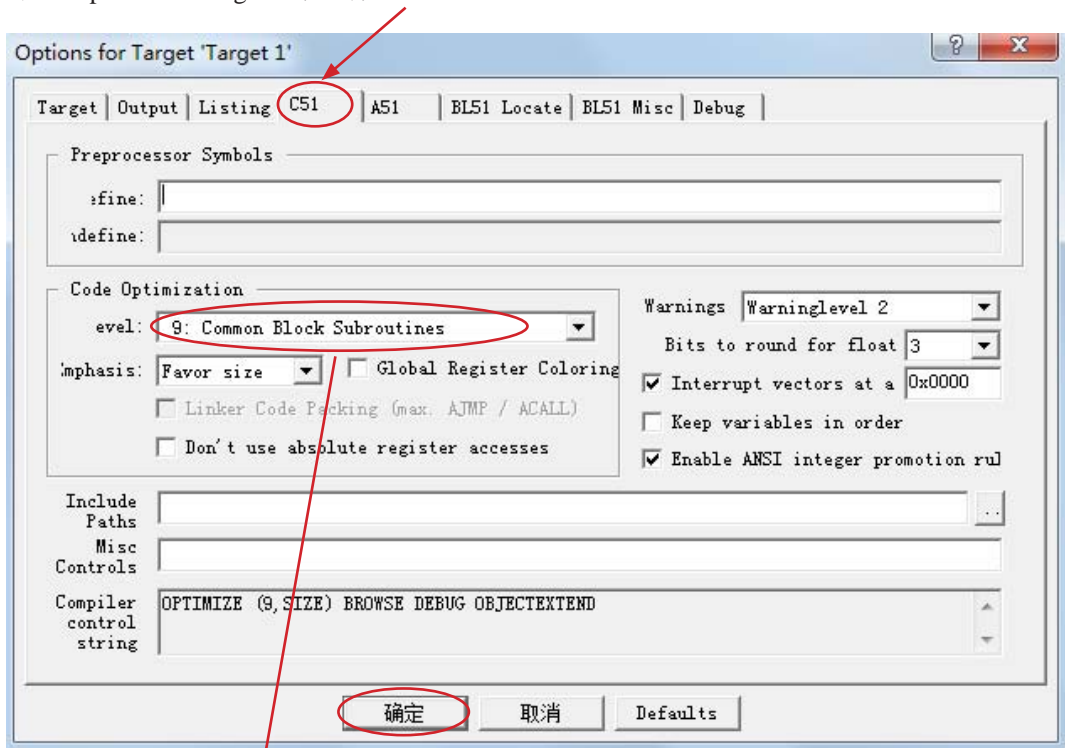 Options for Target 'Target 1'
Target Output Listing C51 A51 BL51 Locate BL51 Misc Debug
Preprocessor Symbols
efine:
define:
Code Optimization
evel: 9: Common Block Subroutines
Warnings Warninglevel 2
Bits to round for float 3
mphasis: Favor size Global Register Coloring
Interrupt vectors at a 0x0000
Linker Code Packing (max. AJMP / ACALL)
Keep variables in order
Don't use absolute register accesses
Enable ANSI integer promotion rul
Include
Paths
..
Misc
Controls
Compiler
control
string
OPTIMIZE (9,SIZE) BROWSE DEBUG OBJECTEXTEND
确定 取消 Defaults